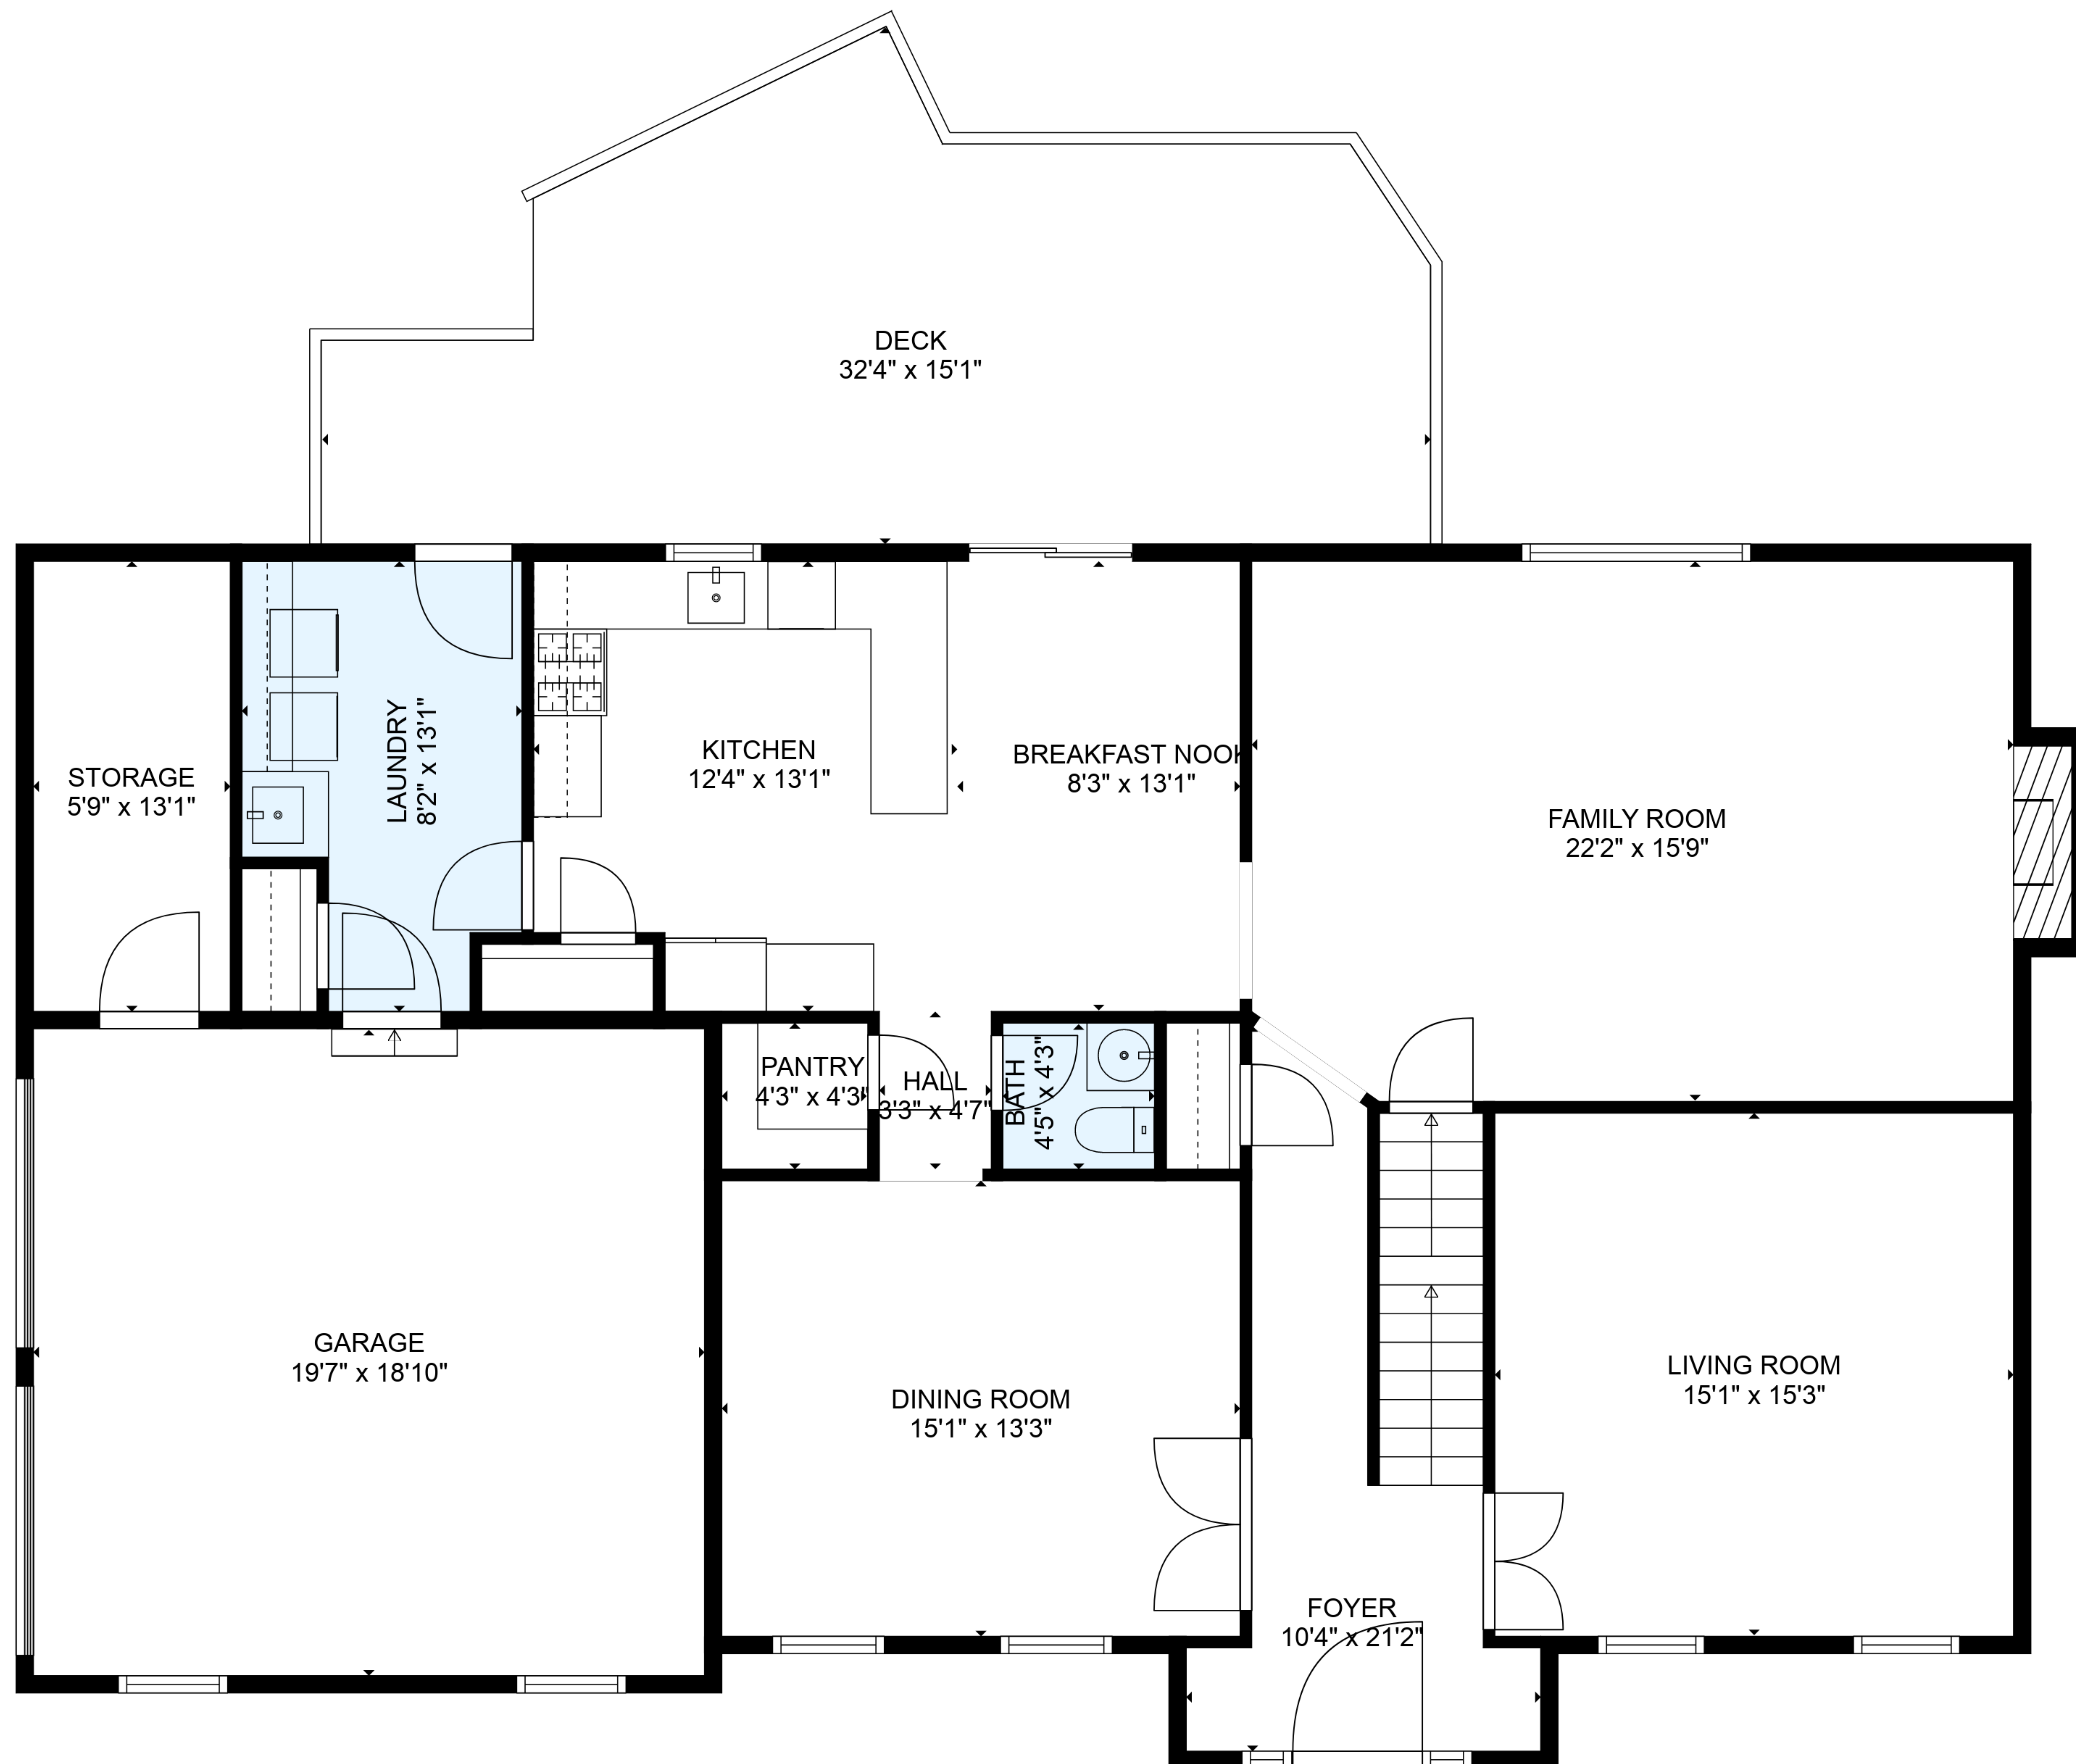 DECK
32'4" x 15'1"
STORAGE
5'9" x 13'1"
LAUNDRY
8'2" x 13'1"
KITCHEN
12'4" x 13'1"
BREAKFAST NOOK
8'3" x 13'1"
FAMILY ROOM
22'2" x 15'9"
PANTRY
4'3" x 4'3"
HALL
3'3" x 4'7"
BATH
4'5" x 4'3"
GARAGE
19'7" x 18'10"
DINING ROOM
15'1" x 13'3"
LIVING ROOM
15'1" x 15'3"
FOYER
10'4" x 21'2"